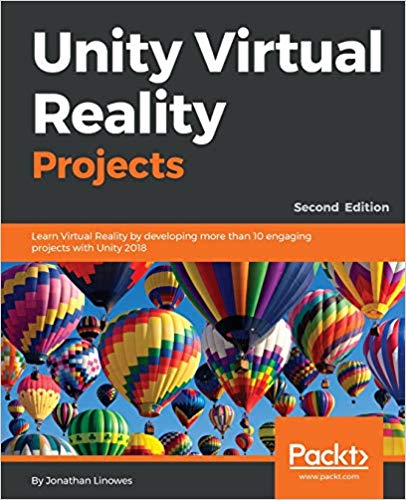 Unity Virtual
Reality
Projects
Second Edition
Learn Virtual Reality by developing more than 10 engaging
projects with Unity 2018
By Jonathan Linowes
Packt>
www.packt.com